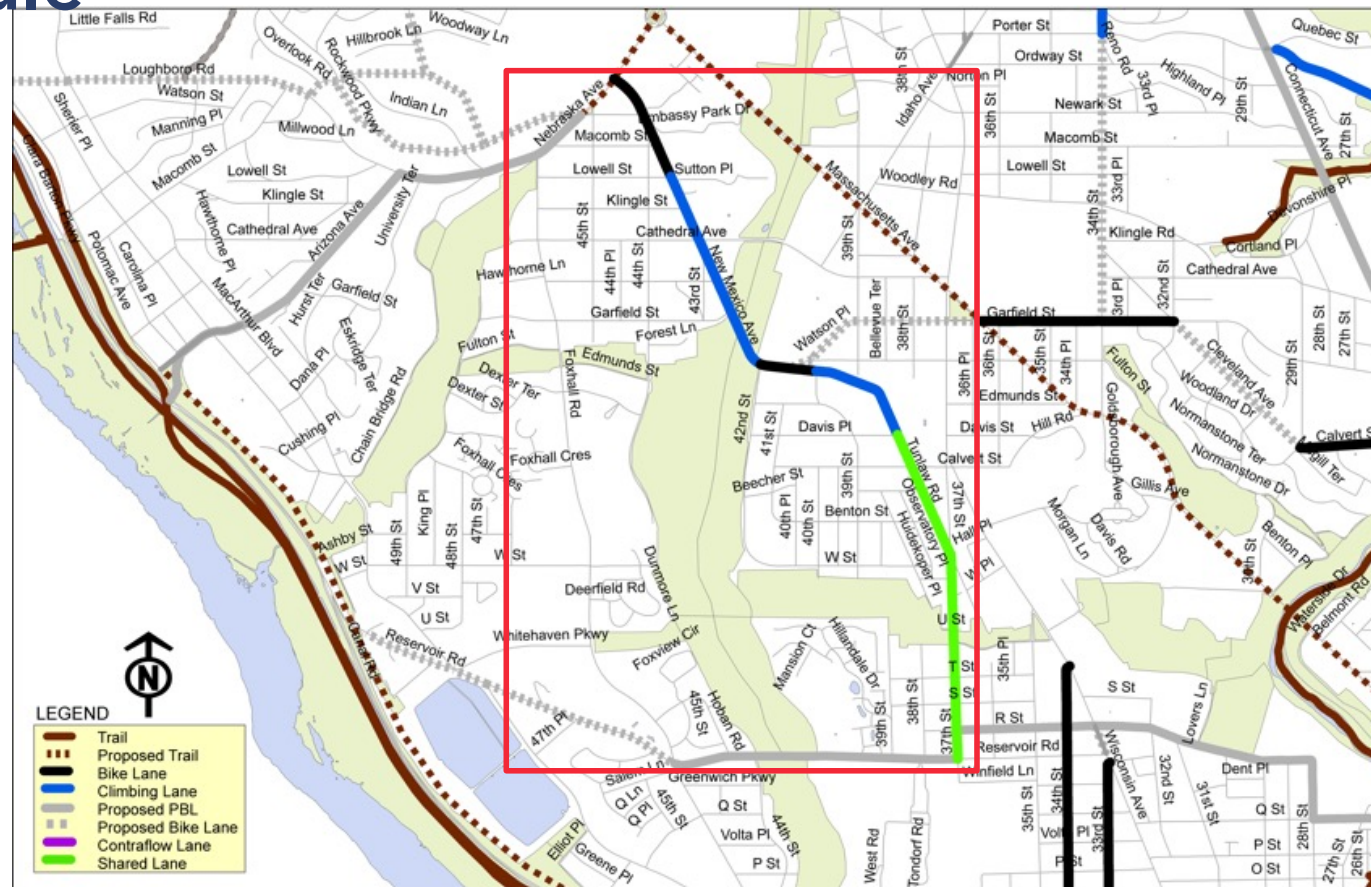 Little Falls Rd
Woodway Ln
Hillbrook Ln
Overlook Rd
Rockwood Pkwy
Loughboro Rd
Watson St
Indian Ln
Sherier Pl
Manning Pl
Millwood Ln
Macomb St
Lowell St
Klingle St
Hawthorne Pl
Cathedral Ave
Arizona Ave
University Ter
Clara Barton Pkwy
Potomac Ave
Carolina Pl
MacArthur Blvd
Hurst Ter
Garfield St
Eskridge Ter
Dana Pl
Cushing Pl
Chain Bridge Rd
Nebraska Ave
Embassy Park Dr
Macomb St
Lowell St
Sutton Pl
Klingle St
45th St
Cathedral Ave
44th Pl
44th St
43rd St
New Mexico Ave
Hawthorne Ln
Garfield St
Forest Ln
Fulton St
Edmunds St
Foxhall Rd
Dexter Ter
Dexter St
Foxhall Cres
Foxhall Cres
38th St
Idaho Ave
Norton Pl
36th St
Massachusetts Ave
Woodley Rd
39th St
Watson Pl
Bellevue Ter
38th St
36th Pl
42nd St
41st St
Davis Pl
Beecher St
39th St
40th Pl
40th St
Benton St
W St
Tunlaw Rd
Observatory Pl
Huidekoper Pl
37th St
Hall Pl
W Pl
U St
T St
S St
37th St
Porter St
Ordway St
Reno Rd
33rd Pl
Highland Pl
29th St
Quebec St
Connecticut Ave
27th St
Newark St
Macomb St
Lowell St
34th St
33rd Pl
Klingle Rd
Devonshire Pl
Cortland Pl
Cathedral Ave
32nd St
Garfield St
36th St
35th St
34th Pl
28th St
27th St
29th St
Cleveland Ave
Woodland Dr
Fulton St
Normanstone Ter
Normanstone Dr
Edmunds St
Davis St
Hill Rd
Goldsborough Ave
Calvert St
Gillis Ave
Morgan Ln
Davis Rd
Benton Pl
Waterside Dr
Belmont Rd
Ashby St
W St
49th St
King Pl
48th St
47th St
V St
U St
W St
Deerfield Rd
Dunmore Ln
Whitehaven Pkwy
Foxview Cir
Reservoir Rd
Canal Rd
47th Pl
45th St
Hoban Rd
Mansion Ct
Hillandale Dr
39th St
38th St
35th Pl
S St
R St
Lovers Ln
Reservoir Rd
Winfield Ln
Salem Ln
Greenwich Pkwy
Q Ln
Q Pl
45th St
Q St
Volta Pl
P St
44th St
West Rd
Tondorf Rd
35th St
34th St
33rd St
Wisconsin Ave
32nd St
31st St
Dent Pl
Q St
P St
O St
28th St
27th St
26th St
Elliot Pl
Greene Pl
N
LEGEND
Trail
Proposed Trail
Bike Lane
Climbing Lane
Proposed PBL
Proposed Bike Lane
Contraflow Lane
Shared Lane